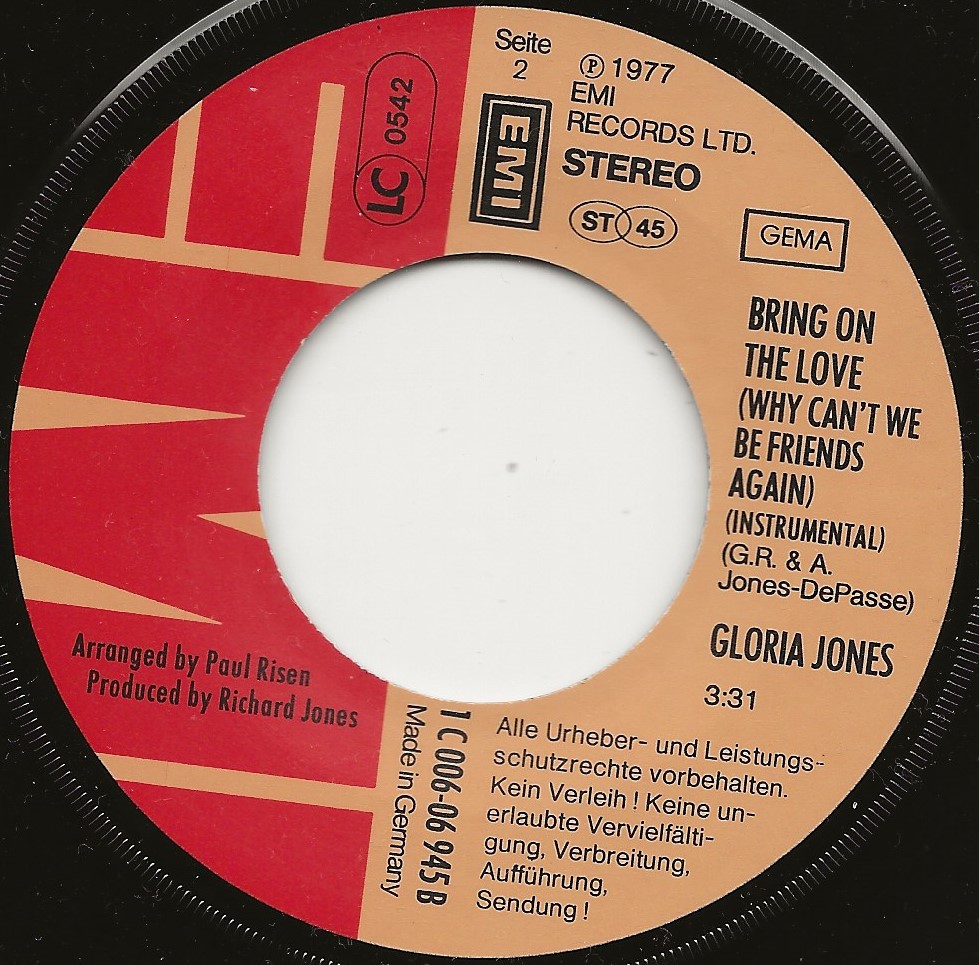 Seite
2
℗ 1977
EMI
RECORDS LTD.
STEREO
ST 45
EMI
LC 0542
GEMA
BRING ON
THE LOVE
(WHY CAN'T WE
BE FRIENDS
AGAIN)
(INSTRUMENTAL)
(G.R. & A.
Jones-DePasse)
GLORIA JONES
3:31
Arranged by Paul Risen
Produced by Richard Jones
1C 006-06 945 B
Made in Germany
Alle Urheber- und Leistungs-
schutzrechte vorbehalten.
Kein Verleih! Keine un-
erlaubte Vervielfälti-
gung, Verbreitung,
Aufführung,
Sendung!